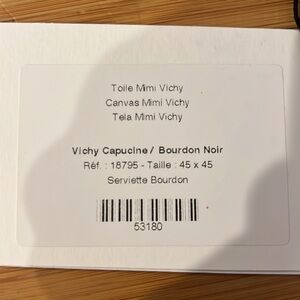 Toile Mimi Vichy
Canvas Mimi Vichy
Tela Mimi Vichy
Vichy Capucine / Bourdon Noir
Réf. : 18795 - Taille : 45 x 45
Serviette Bourdon
53180